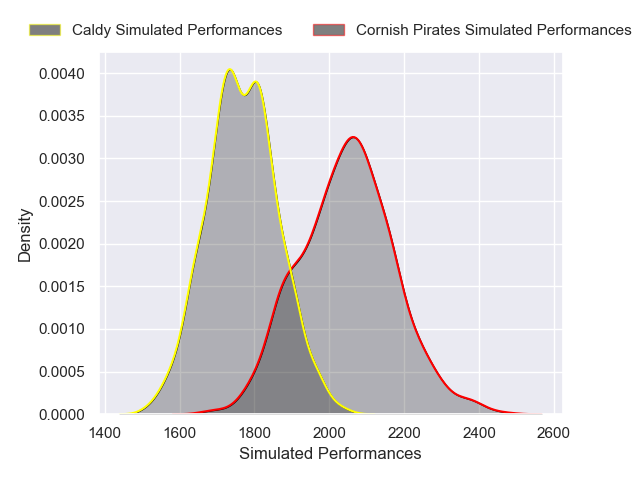 Caldy Simulated Performances Cornish Pirates Simulated Performances
0.0040
0.0035
0.0030
0.0025
0.0020
0.0015
0.0010
0.0005
0.0000
Density
1400 1600 1800 2000 2200 2400 2600
Simulated Performances